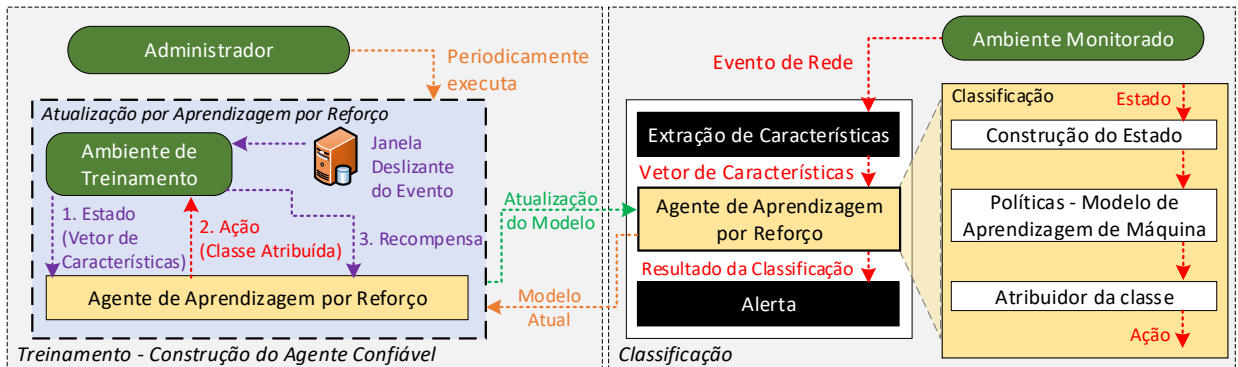 Administrador
Periodicamente
executa
Atualização por Aprendizagem por Reforço
Ambiente de
Treinamento
Janela
Deslizante
do Evento
1. Estado
(Vetor de
Características)
2. Ação
(Classe Atribuída)
3. Recompensa
Agente de Aprendizagem por Reforço
Treinamento - Construção do Agente Confiável
Atualização
do Modelo
Modelo
Atual
Ambiente Monitorado
Evento de Rede
Extração de Características
Vetor de Características
Agente de Aprendizagem
por Reforço
Resultado da Classificação
Alerta
Classificação
Classificação
Estado
Construção do Estado
Políticas - Modelo de
Aprendizagem de Máquina
Atribuidor da classe
Ação